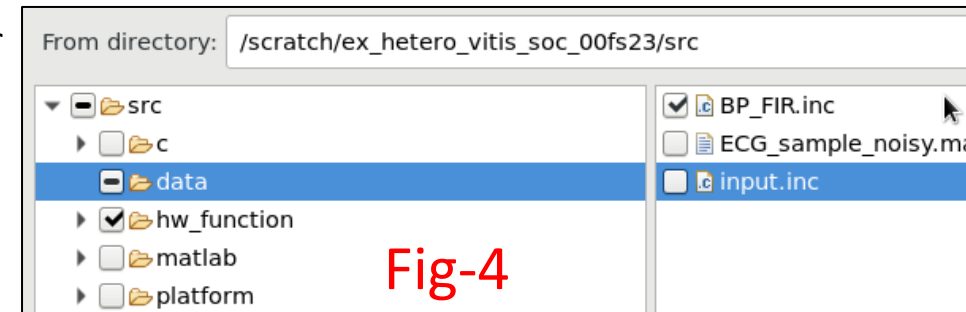 From directory: /scratch/ex_hetero_vitis_soc_00fs23/src
src
c
data
hw_function
matlab
platform
BP_FIR.inc
ECG_sample_noisy.ma
input.inc
Fig-4